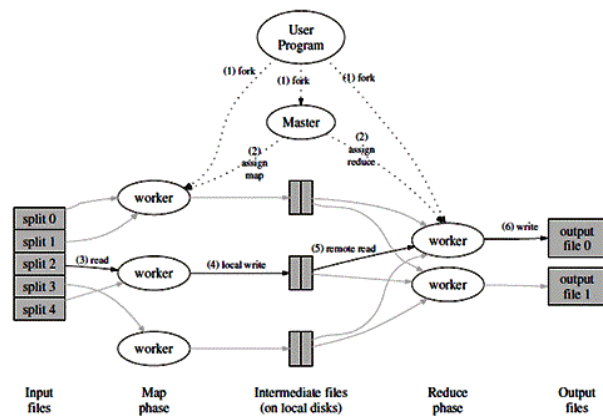 User
Program
(1) fork
(1) fork
(1) fork
Master
(2)
assign
map
(2)
assign
reduce
worker
split 0
split 1
split 2
split 3
split 4
(3) read
worker
(4) local write
(5) remote read
worker
(6) write
output
file 0
worker
output
file 1
worker
Input
files
Map
phase
Intermediate files
(on local disks)
Reduce
phase
Output
files